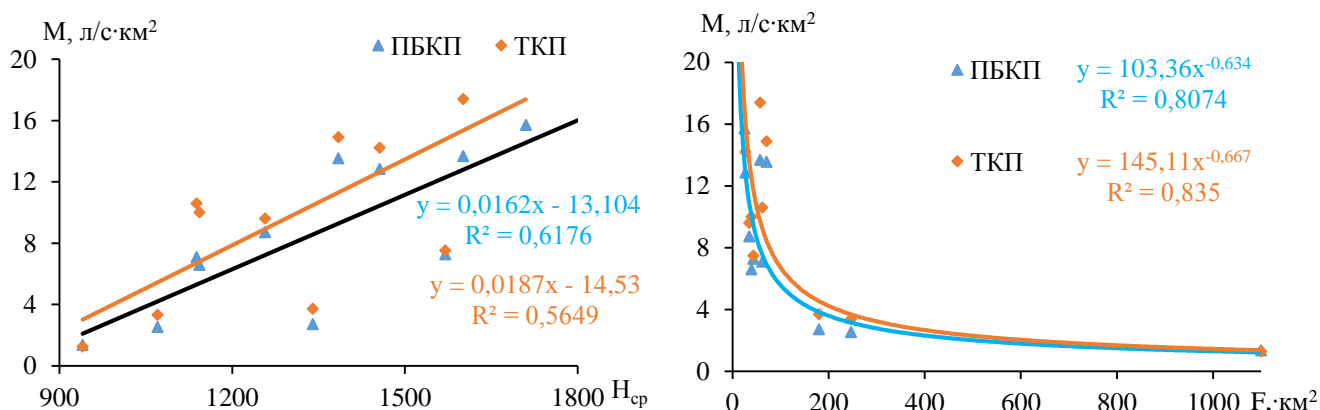 М, л/с·км²
ПБКП ТКП
20
16
12
8
4
0
y = 0,0162x - 13,104
R² = 0,6176
y = 0,0187x - 14,53
R² = 0,5649
900 1200 1500 1800
Нср
М, л/с·км²
20
16
12
8
4
0
ПБКП
y = 103,36x-0,634
R² = 0,8074
ТКП
y = 145,11x-0,667
R² = 0,835
0 200 400 600 800 1000
км²